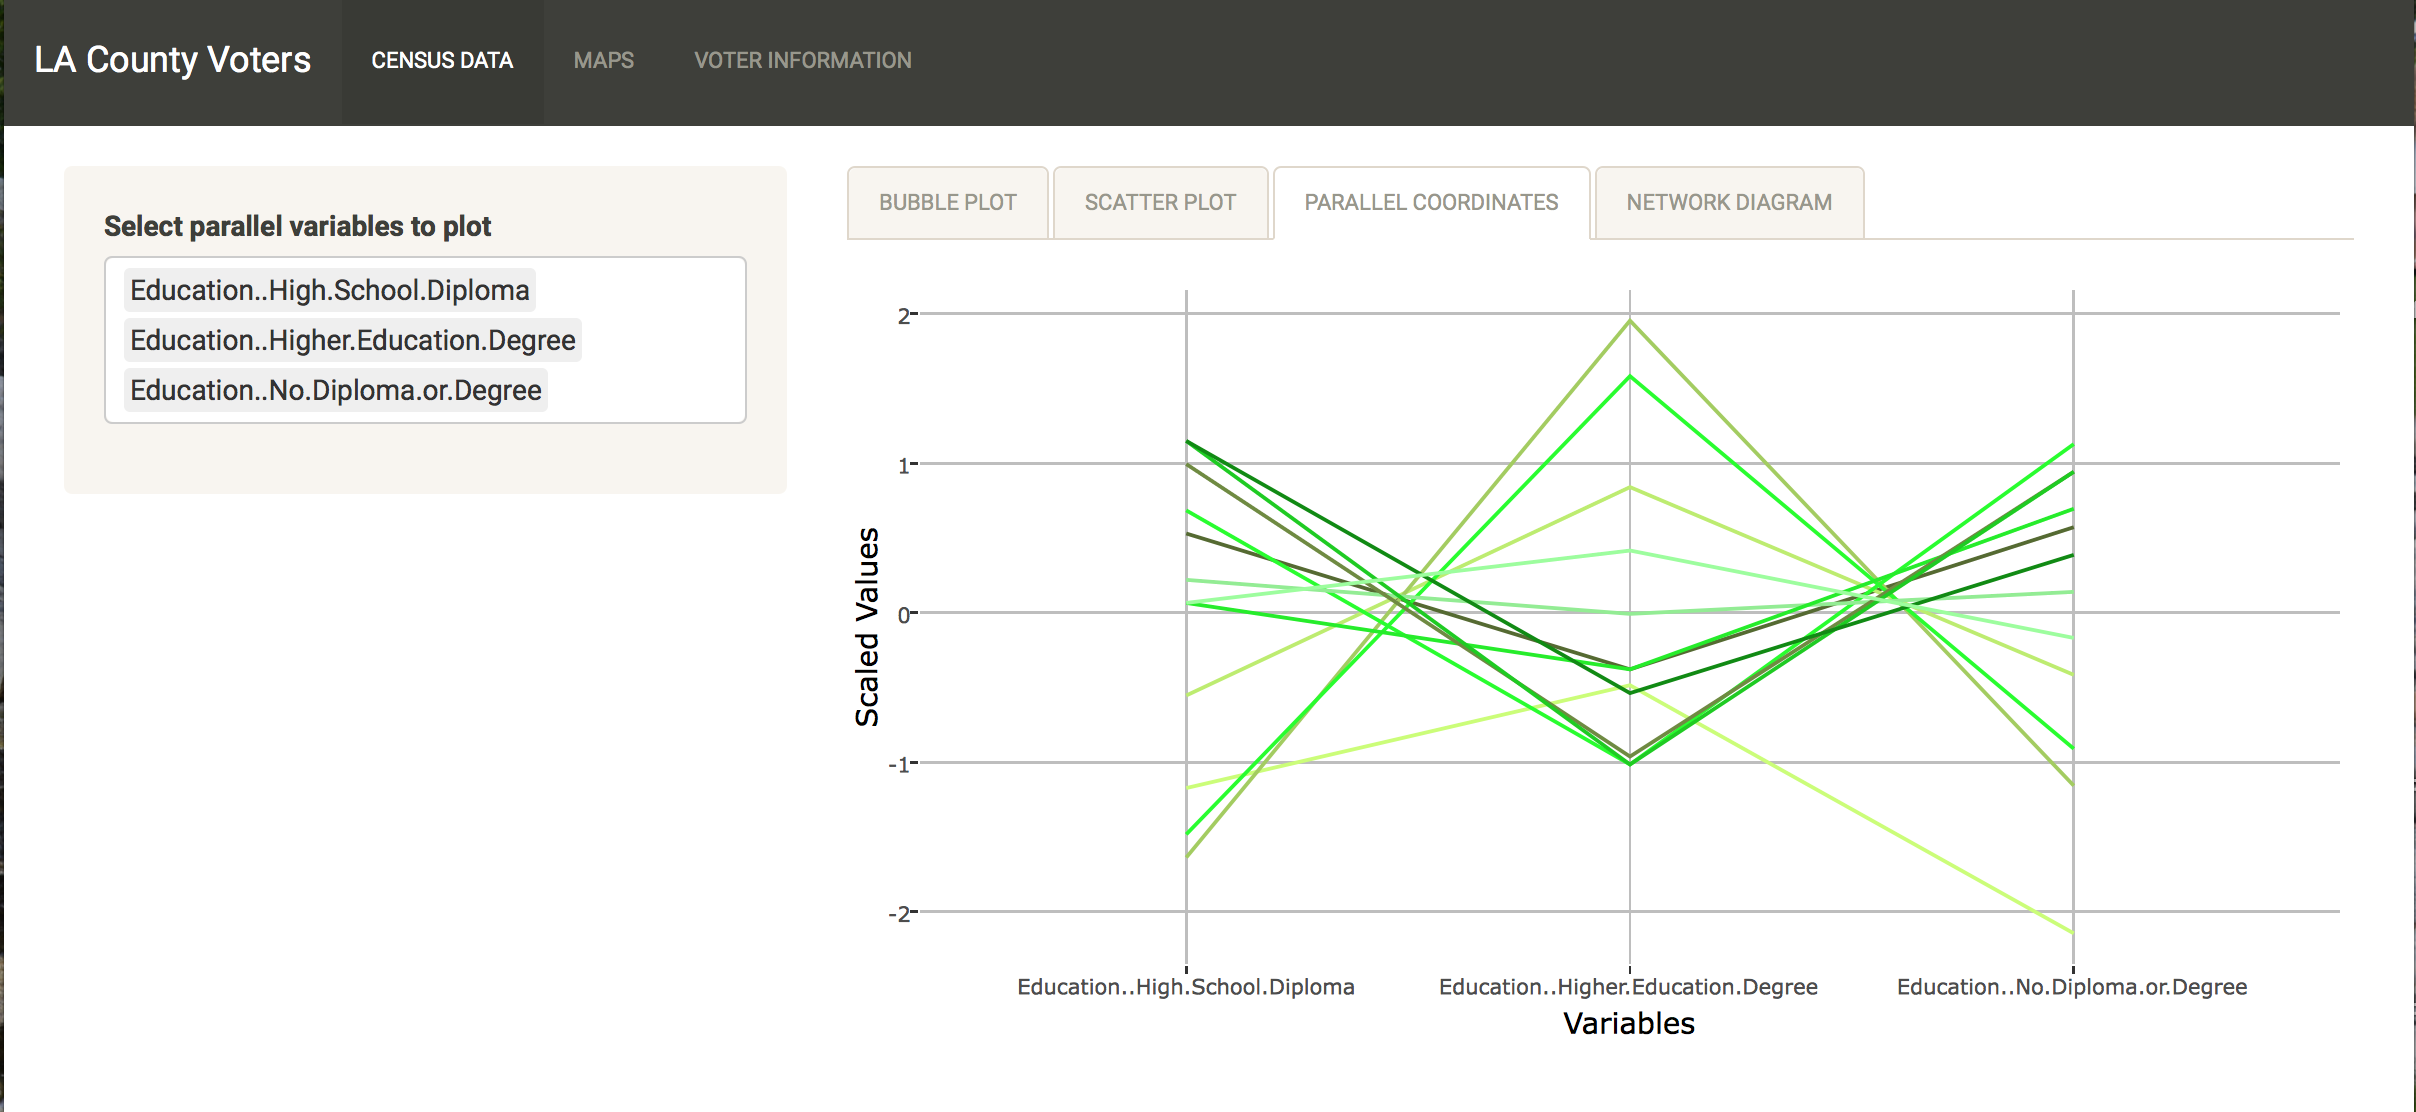 LA County Voters CENSUS DATA MAPS VOTER INFORMATION
Select parallel variables to plot
Education..High.School.Diploma
Education..Higher.Education.Degree
Education..No.Diploma.or.Degree
BUBBLE PLOT SCATTER PLOT PARALLEL COORDINATES NETWORK DIAGRAM
Scaled Values
2
1
0
-1
-2
Education..High.School.Diploma Education..Higher.Education.Degree Education..No.Diploma.or.Degree
Variables